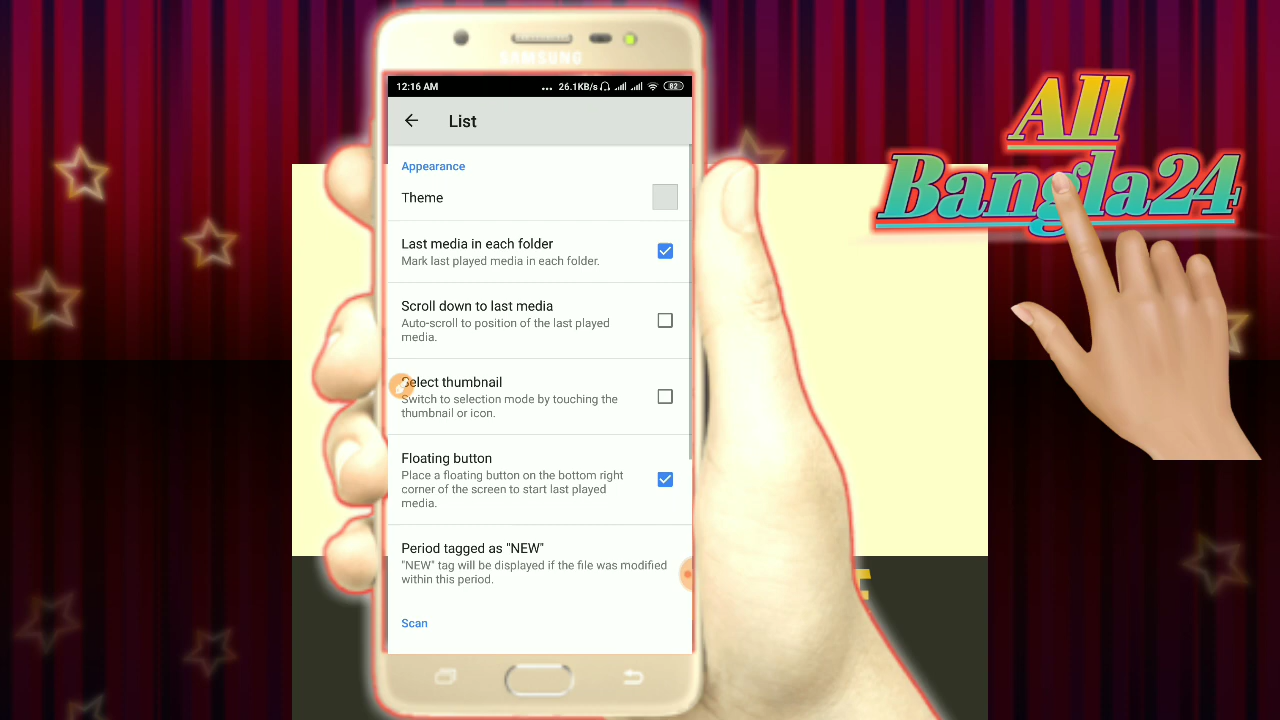 SAMSUNG
12:16 AM ... 26.1KB/s 82
List
Appearance
Theme
Last media in each folder
Mark last played media in each folder.
Scroll down to last media
Auto-scroll to position of the last played
media.
Select thumbnail
Switch to selection mode by touching the
thumbnail or icon.
Floating button
Place a floating button on the bottom right
corner of the screen to start last played
media.
Period tagged as "NEW"
"NEW" tag will be displayed if the file was modified
within this period.
Scan
All
Bangla24